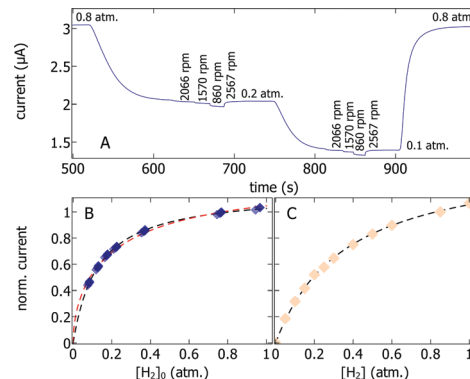 0.8 atm.
0.8 atm.
3
2066 rpm
1570 rpm
860 rpm
2567 rpm
current (µA)
2
0.2 atm.
2066 rpm
1570 rpm
860 rpm
2567 rpm
1.5
A
0.1 atm.
500 600 700 800 900 1000
time (s)
B
C
1
0.8
0.6
0.4
0.2
0
norm. current
0 0.2 0.4 0.6 0.8 1 0 0.2 0.4 0.6 0.8 1
[H2]0 (atm.)
[H2] (atm.)